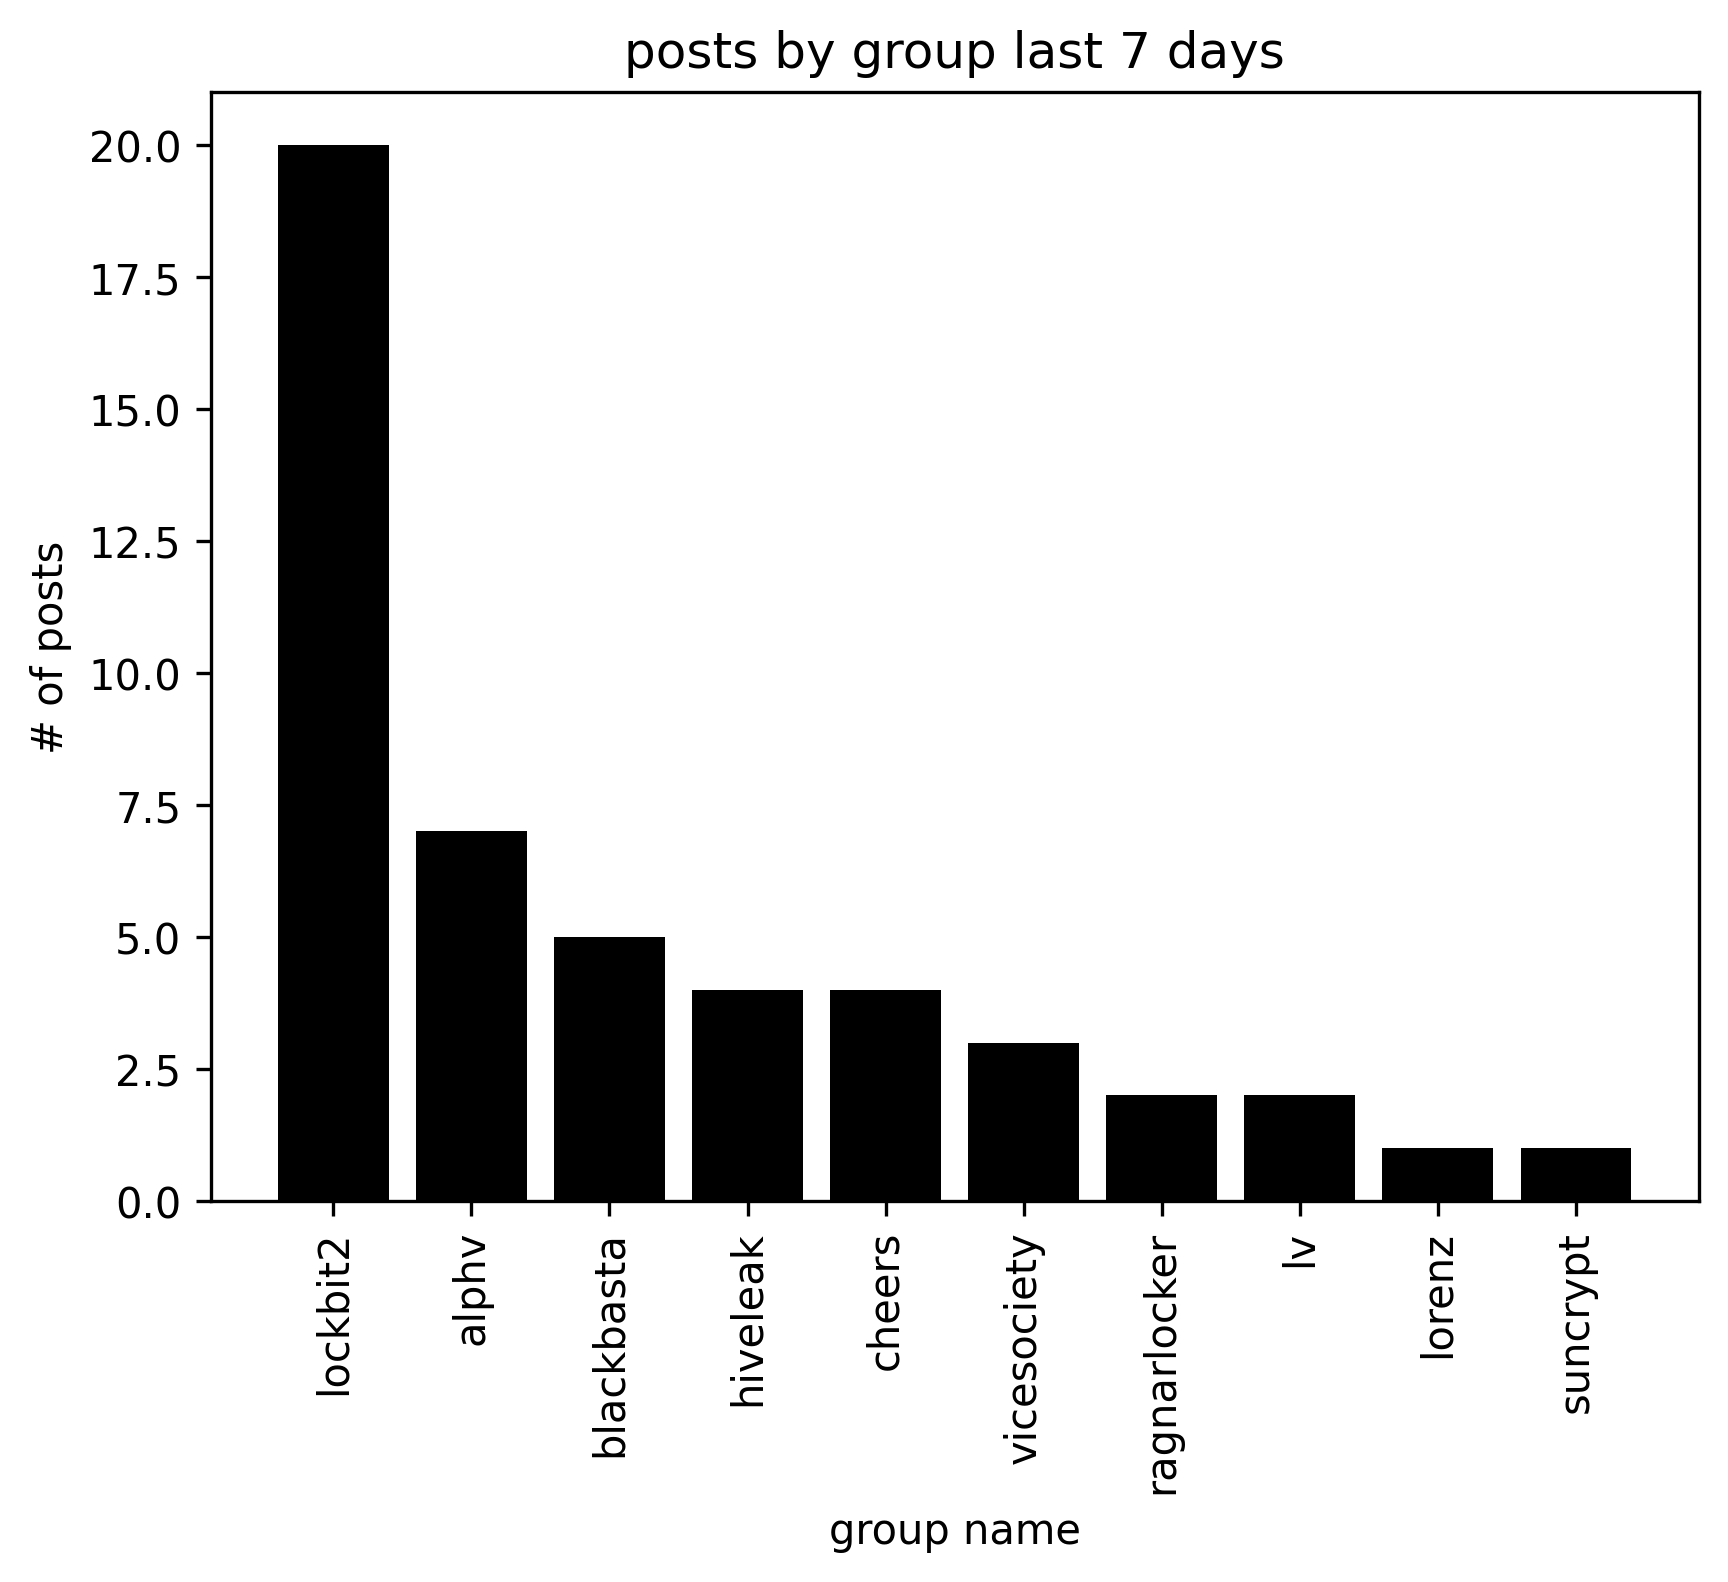 posts by group last 7 days
20.0
17.5
15.0
12.5
10.0
7.5
5.0
2.5
0.0
# of posts
lockbit2
alphv
blackbasta
hiveleak
cheers
vicesociety
ragnarlocker
lv
lorenz
suncrypt
group name